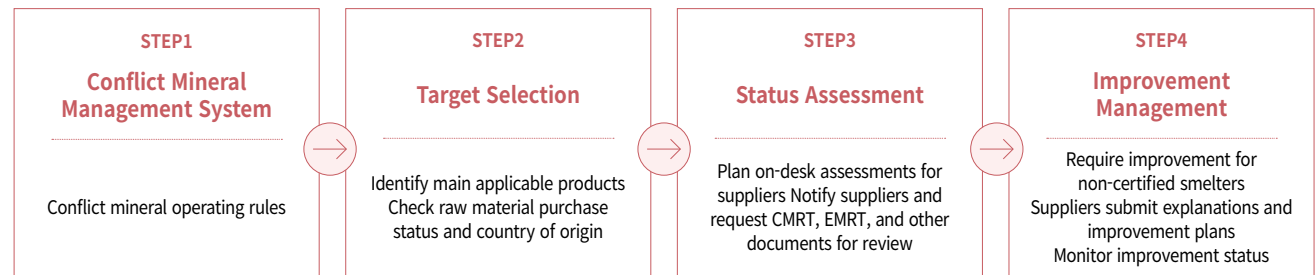 STEP1
Conflict Mineral
Management System
Conflict mineral operating rules
STEP2
Target Selection
Identify main applicable products
Check raw material purchase
status and country of origin
STEP3
Status Assessment
Plan on-desk assessments for
suppliers Notify suppliers and
request CMRT, EMRT, and other
documents for review
STEP4
Improvement
Management
Require improvement for
non-certified smelters
Suppliers submit explanations and
improvement plans
Monitor improvement status